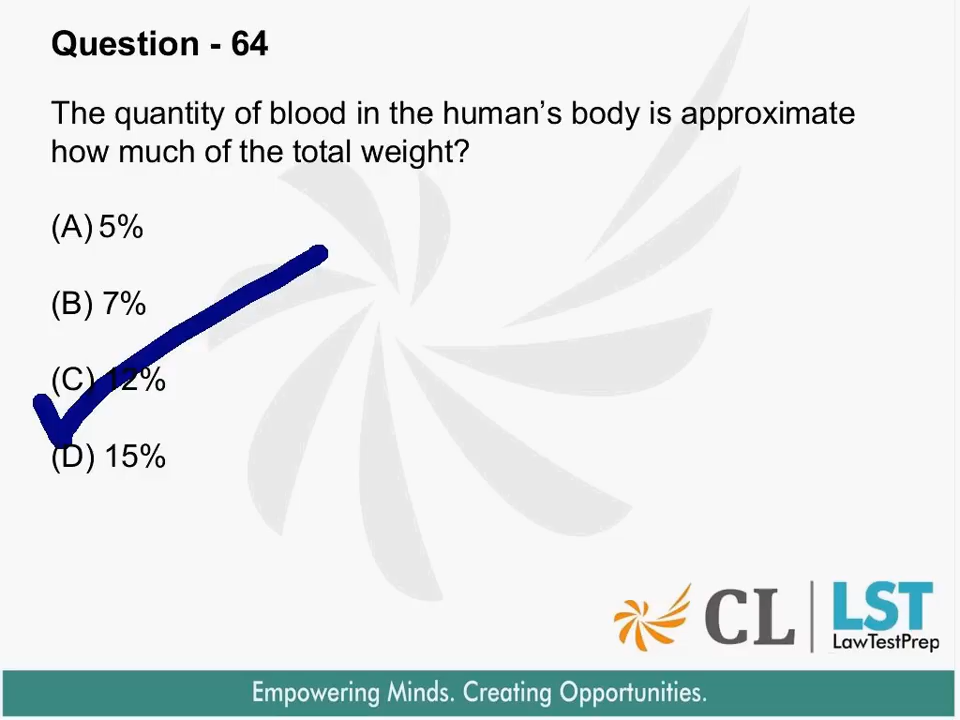 Question - 64
The quantity of blood in the human’s body is approximate
how much of the total weight?
(A) 5%
(B) 7%
(C) 12%
(D) 15%
CL
LST
LawTestPrep
Empowering Minds. Creating Opportunities.